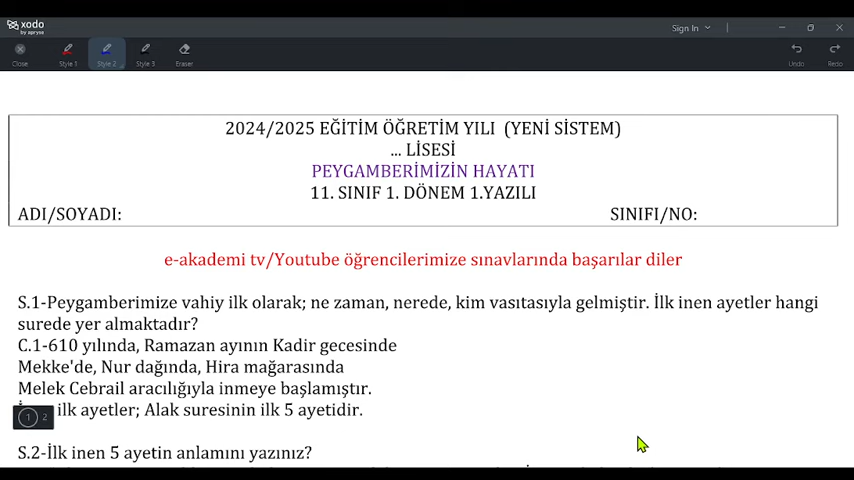 xodo
by apryse
Sign In
Close
Style 1
Style 2
Style 3
Eraser
Undo
Redo
2024/2025 EĞİTİM ÖĞRETİM YILI (YENİ SİSTEM)
... LİSESİ
PEYGAMBERİMİZİN HAYATI
11. SINIF 1. DÖNEM 1.YAZILI
ADI/SOYADI: SINIFI/NO:
e-akademi tv/Youtube öğrencilerimize sınavlarında başarılar diler
S.1-Peygamberimize vahiy ilk olarak; ne zaman, nerede, kim vasıtasıyla gelmiştir. İlk inen ayetler hangi
surede yer almaktadır?
C.1-610 yılında, Ramazan ayının Kadir gecesinde
Mekke'de, Nur dağında, Hira mağarasında
Melek Cebrail aracılığıyla inmeye başlamıştır.
ilk ayetler; Alak suresinin ilk 5 ayetidir.
1 2
S.2-İlk inen 5 ayetin anlamını yazınız?